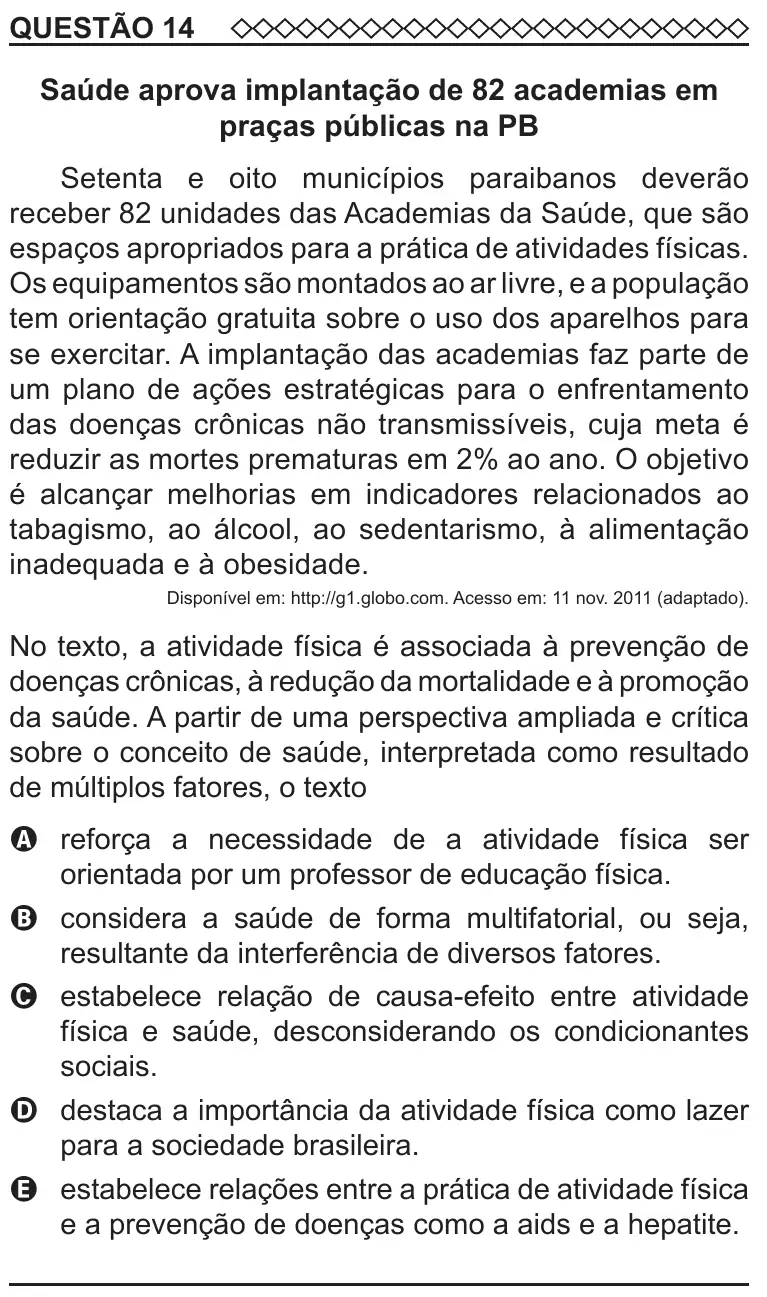 QUESTÃO 14
Saúde aprova implantação de 82 academias em
praças públicas na PB
Setenta e oito municípios paraibanos deverão
receber 82 unidades das Academias da Saúde, que são
espaços apropriados para a prática de atividades físicas.
Os equipamentos são montados ao ar livre, e a população
tem orientação gratuita sobre o uso dos aparelhos para
se exercitar. A implantação das academias faz parte de
um plano de ações estratégicas para o enfrentamento
das doenças crônicas não transmissíveis, cuja meta é
reduzir as mortes prematuras em 2% ao ano. O objetivo
é alcançar melhorias em indicadores relacionados ao
tabagismo, ao álcool, ao sedentarismo, à alimentação
inadequada e à obesidade.
Disponível em: http://g1.globo.com. Acesso em: 11 nov. 2011 (adaptado).
No texto, a atividade física é associada à prevenção de
doenças crônicas, à redução da mortalidade e à promoção
da saúde. A partir de uma perspectiva ampliada e crítica
sobre o conceito de saúde, interpretada como resultado
de múltiplos fatores, o texto
A reforça a necessidade de a atividade física ser
orientada por um professor de educação física.
B considera a saúde de forma multifatorial, ou seja,
resultante da interferência de diversos fatores.
C estabelece relação de causa-efeito entre atividade
física e saúde, desconsiderando os condicionantes
sociais.
D destaca a importância da atividade física como lazer
para a sociedade brasileira.
E estabelece relações entre a prática de atividade física
e a prevenção de doenças como a aids e a hepatite.